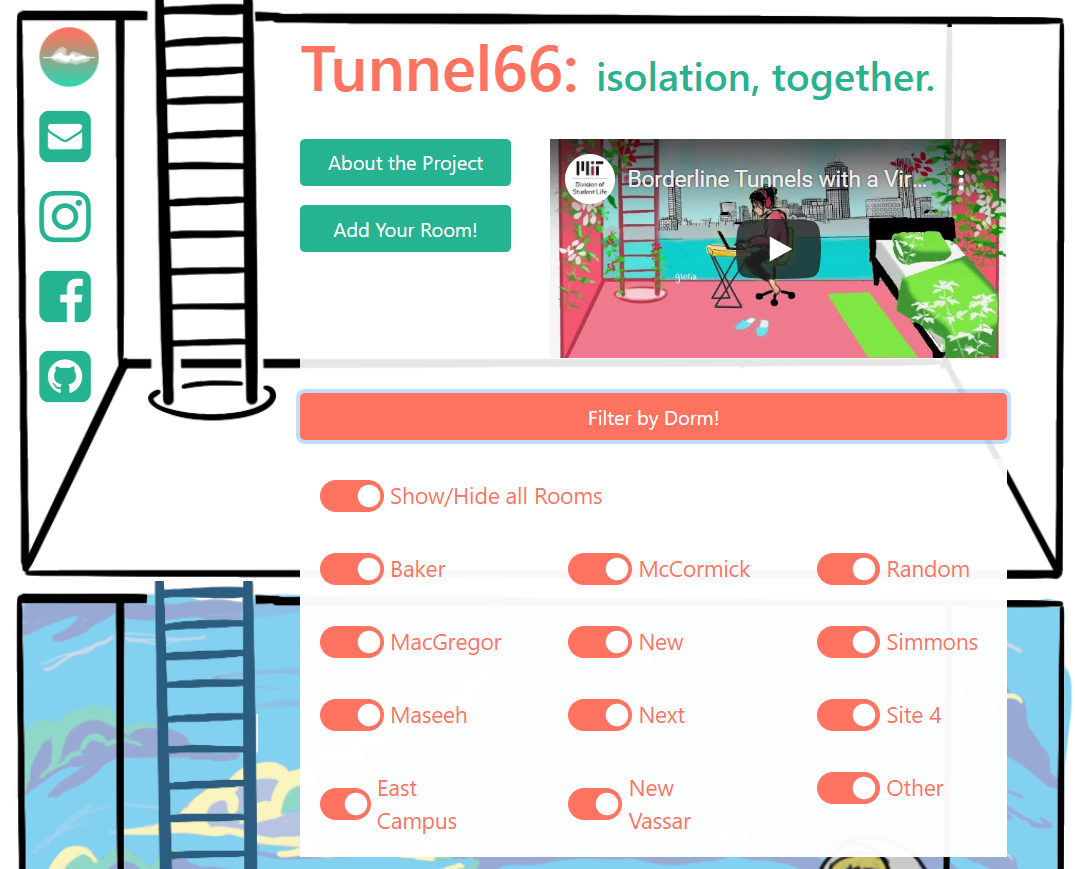 Tunnel66: isolation, together.
About the Project
Add Your Room!
MIT
Division of
Student Life
Borderline Tunnels with a Vir...
gloria
Filter by Dorm!
Show/Hide all Rooms
Baker
McCormick
Random
MacGregor
New
Simmons
Maseeh
Next
Site 4
East
Campus
New
Vassar
Other